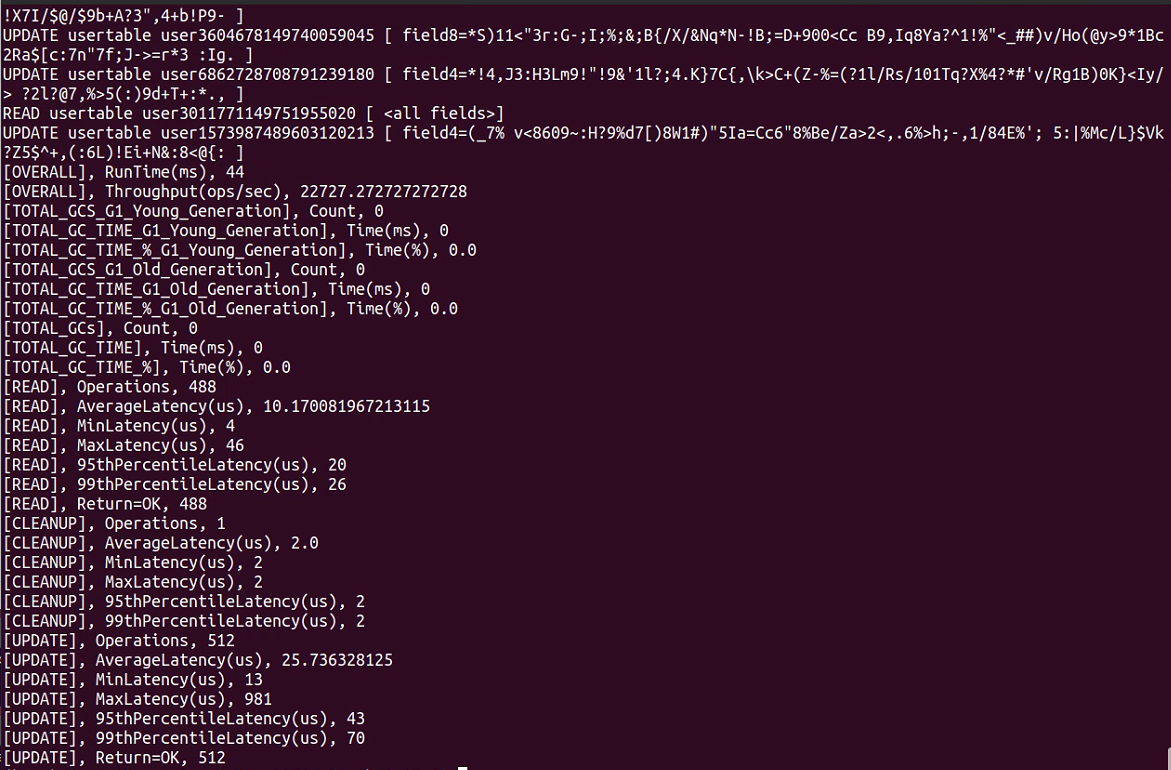 !X7I/$@/$9b+A?3",4+b!P9- ]
UPDATE usertable user3604678149740059045 [ field8=*S)11<"3r:G-;I;%;&;B{/X/&Nq*N-!B;=D+900<Cc B9,Iq8Ya?^1!%"<_##)v/Ho(@y>9*1Bc
2Ra$[c:7n"7f;J->=r*3 :Ig. ]
UPDATE usertable user6862728708791239180 [ field4=*!4,J3:H3Lm9!"!9&'1l?;4.K}7C{,\k>C+(Z-%=(?1l/Rs/101Tq?X%4?*#'v/Rg1B)0K}<Iy/
> ?2l?@7,%>5(:)9d+T+:*., ]
READ usertable user3011771149751955020 [ <all fields>]
UPDATE usertable user1573987489603120213 [ field4=(_7% v<8609~:H?9%d7[)8W1#)"5Ia=Cc6"8%Be/Za>2<,.6%>h;-,1/84E%'; 5:|%Mc/L}$Vk
?Z5$^+,(:6L)!Ei+N&:8<@{: ]
[OVERALL], RunTime(ms), 44
[OVERALL], Throughput(ops/sec), 22727.272727272728
[TOTAL_GCS_G1_Young_Generation], Count, 0
[TOTAL_GC_TIME_G1_Young_Generation], Time(ms), 0
[TOTAL_GC_TIME_%_G1_Young_Generation], Time(%), 0.0
[TOTAL_GCS_G1_Old_Generation], Count, 0
[TOTAL_GC_TIME_G1_Old_Generation], Time(ms), 0
[TOTAL_GC_TIME_%_G1_Old_Generation], Time(%), 0.0
[TOTAL_GCs], Count, 0
[TOTAL_GC_TIME], Time(ms), 0
[TOTAL_GC_TIME_%], Time(%), 0.0
[READ], Operations, 488
[READ], AverageLatency(us), 10.170081967213115
[READ], MinLatency(us), 4
[READ], MaxLatency(us), 46
[READ], 95thPercentileLatency(us), 20
[READ], 99thPercentileLatency(us), 26
[READ], Return=OK, 488
[CLEANUP], Operations, 1
[CLEANUP], AverageLatency(us), 2.0
[CLEANUP], MinLatency(us), 2
[CLEANUP], MaxLatency(us), 2
[CLEANUP], 95thPercentileLatency(us), 2
[CLEANUP], 99thPercentileLatency(us), 2
[UPDATE], Operations, 512
[UPDATE], AverageLatency(us), 25.736328125
[UPDATE], MinLatency(us), 13
[UPDATE], MaxLatency(us), 981
[UPDATE], 95thPercentileLatency(us), 43
[UPDATE], 99thPercentileLatency(us), 70
[UPDATE], Return=OK, 512